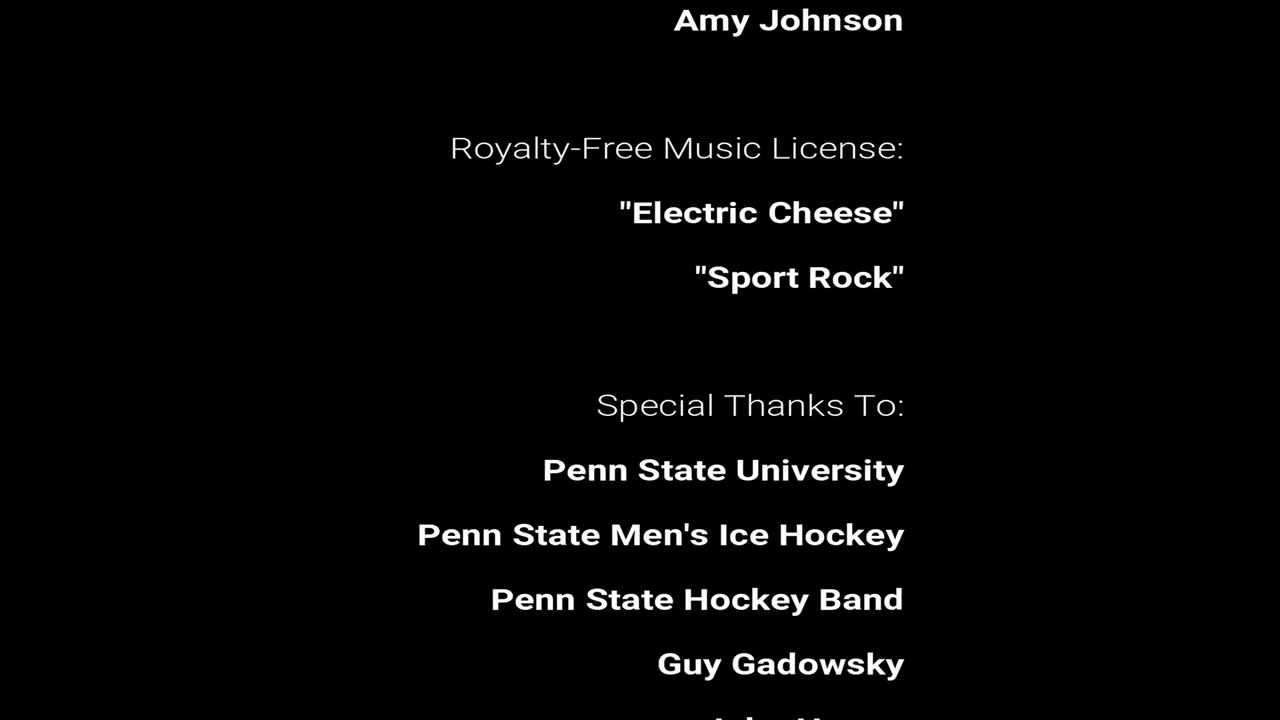 Amy Johnson
Royalty-Free Music License:
"Electric Cheese"
"Sport Rock"
Special Thanks To:
Penn State University
Penn State Men's Ice Hockey
Penn State Hockey Band
Guy Gadowsky